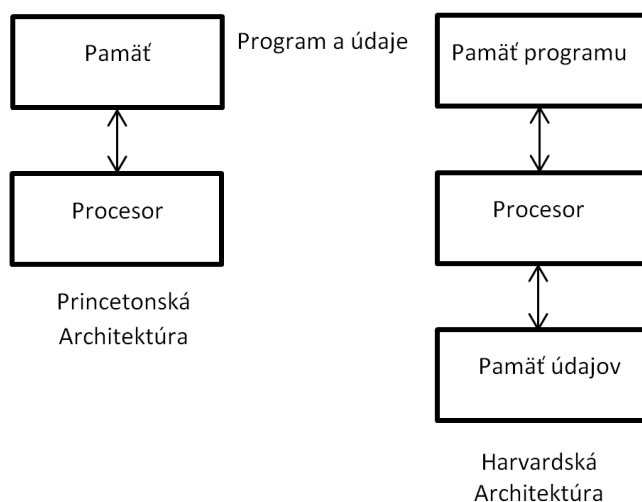 Pamäť
Program a údaje
Procesor
Princetonská
Architektúra
Pamäť programu
Procesor
Pamäť údajov
Harvardská
Architektúra